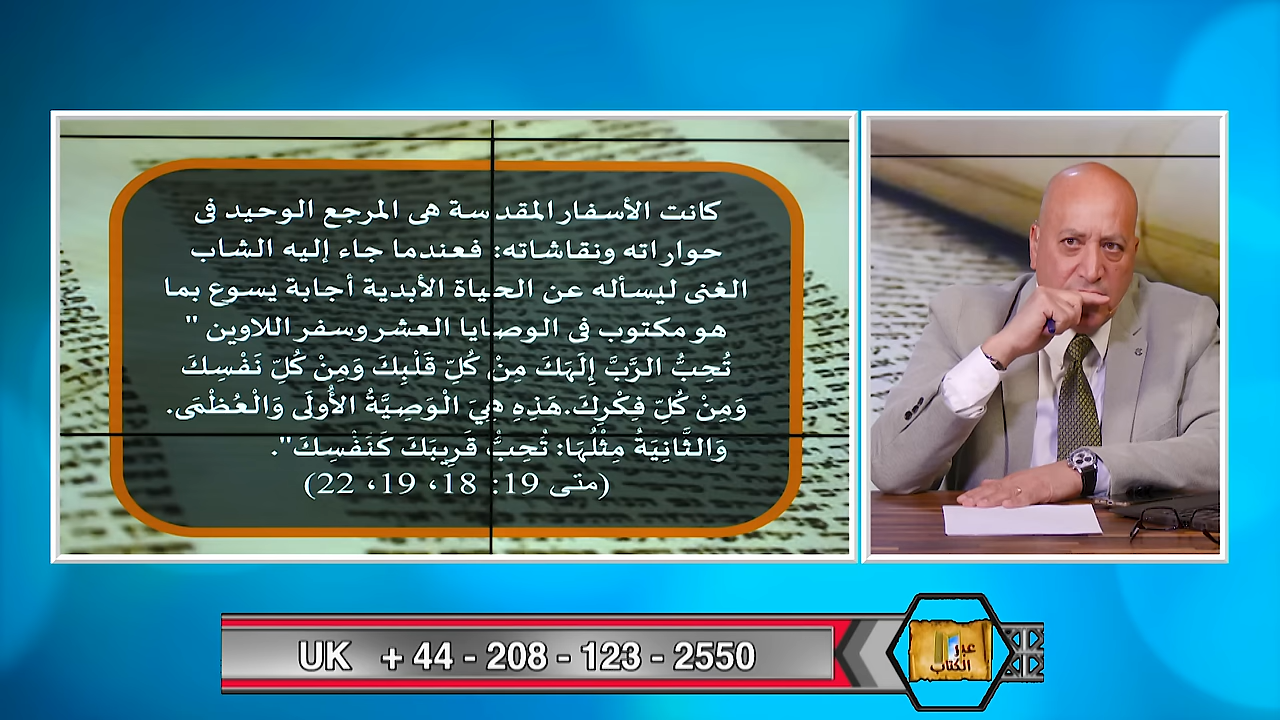 كانت الأسفار المقدسة هى المرجع الوحيد فى
حواراته ونقاشاته: فعندما جاء إليه الشاب
الغنى ليسأله عن الحياة الأبدية أجابة يسوع بما
هو مكتوب فى الوصايا العشر وسفر اللاوين "
تُحِبُّ الرَّبَّ إِلَهَكَ مِنْ كُلِّ قَلْبِكَ وَمِنْ كُلِّ نَفْسِكَ
وَمِنْ كُلِّ فِكْرِكَ.هَذِهِ هِيَ الْوَصِيَّةُ الأُولَى وَالْعُظْمَى.
وَالثَّانِيَةُ مِثْلُهَا: تُحِبُّ قَرِيبَكَ كَنَفْسِكَ".
(متى 19: 18، 19، 22)
UK + 44 - 208 - 123 - 2550
عبر
الكتاب